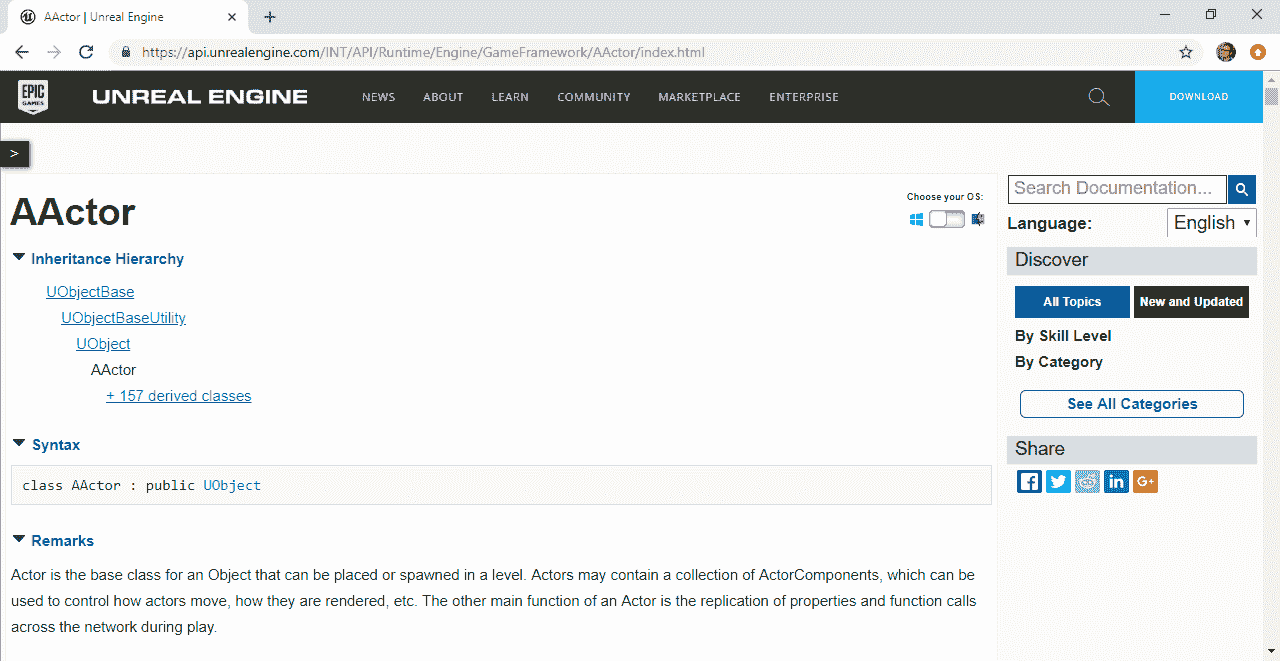 AActor | Unreal Engine
https://api.unrealengine.com/INT/API/Runtime/Engine/GameFramework/AActor/index.html
EPIC
GAMES
UNREAL ENGINE
NEWS
ABOUT
LEARN
COMMUNITY
MARKETPLACE
ENTERPRISE
DOWNLOAD
>
AActor
Choose your OS:
Inheritance Hierarchy
UObjectBase
UObjectBaseUtility
UObject
AActor
+ 157 derived classes
Syntax
class AActor : public UObject
Remarks
Actor is the base class for an Object that can be placed or spawned in a level. Actors may contain a collection of ActorComponents, which can be
used to control how actors move, how they are rendered, etc. The other main function of an Actor is the replication of properties and function calls
across the network during play.
Search Documentation...
Language:
English
Discover
All Topics
New and Updated
By Skill Level
By Category
See All Categories
Share
in
G+